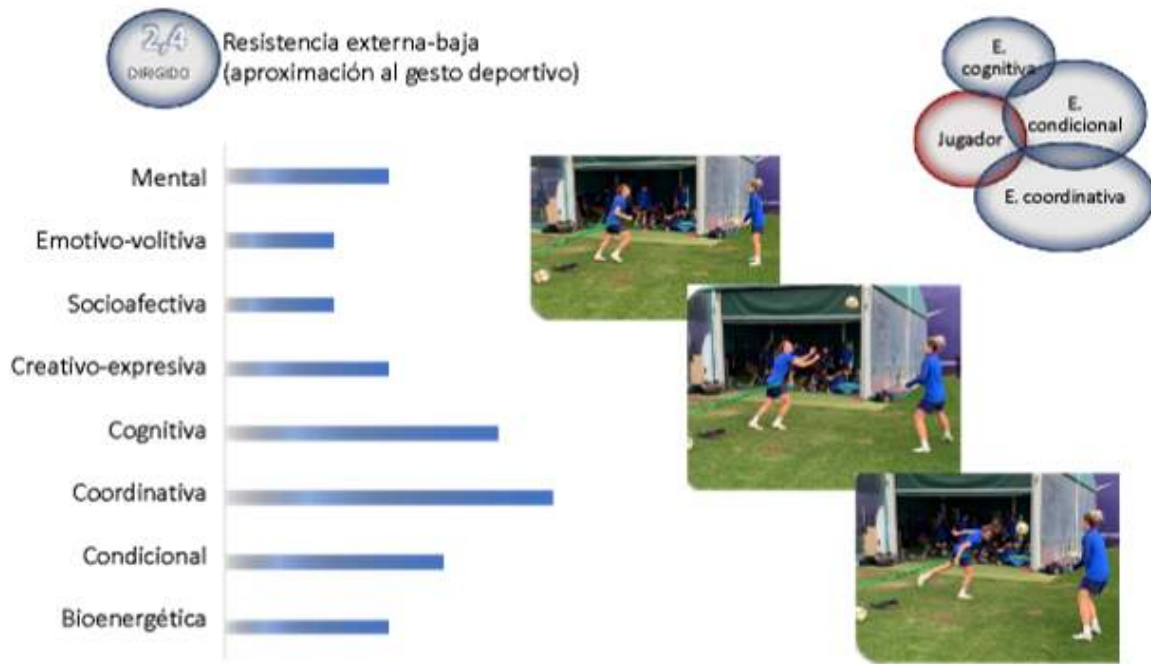 2,4
DIRIGIDO
Resistencia externa-baja
(aproximación al gesto deportivo)
E.
cognitiva
E.
condicional
Jugador
E. coordinativa
Mental
Emotivo-volitiva
Socioafectiva
Creativo-expresiva
Cognitiva
Coordinativa
Condicional
Bioenergética